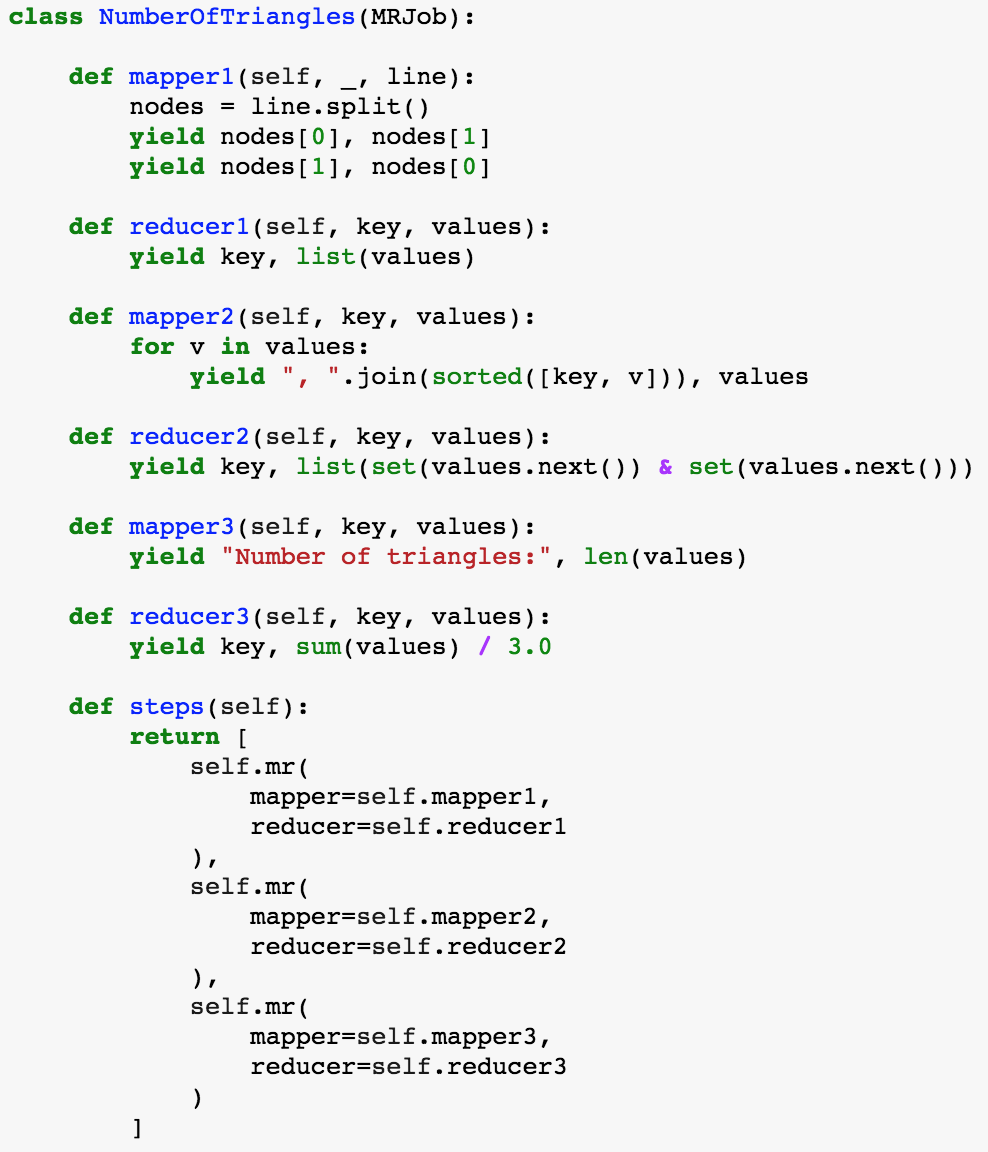 class NumberOfTriangles(MRJob):
    def mapper1(self, _, line):
        nodes = line.split()
        yield nodes[0], nodes[1]
        yield nodes[1], nodes[0]
    def reducer1(self, key, values):
        yield key, list(values)
    def mapper2(self, key, values):
        for v in values:
            yield ", ".join(sorted([key, v])), values
    def reducer2(self, key, values):
        yield key, list(set(values.next()) & set(values.next()))
    def mapper3(self, key, values):
        yield "Number of triangles:", len(values)
    def reducer3(self, key, values):
        yield key, sum(values) / 3.0
    def steps(self):
        return [
            self.mr(
                mapper=self.mapper1,
                reducer=self.reducer1
            ),
            self.mr(
                mapper=self.mapper2,
                reducer=self.reducer2
            ),
            self.mr(
                mapper=self.mapper3,
                reducer=self.reducer3
            )
        ]